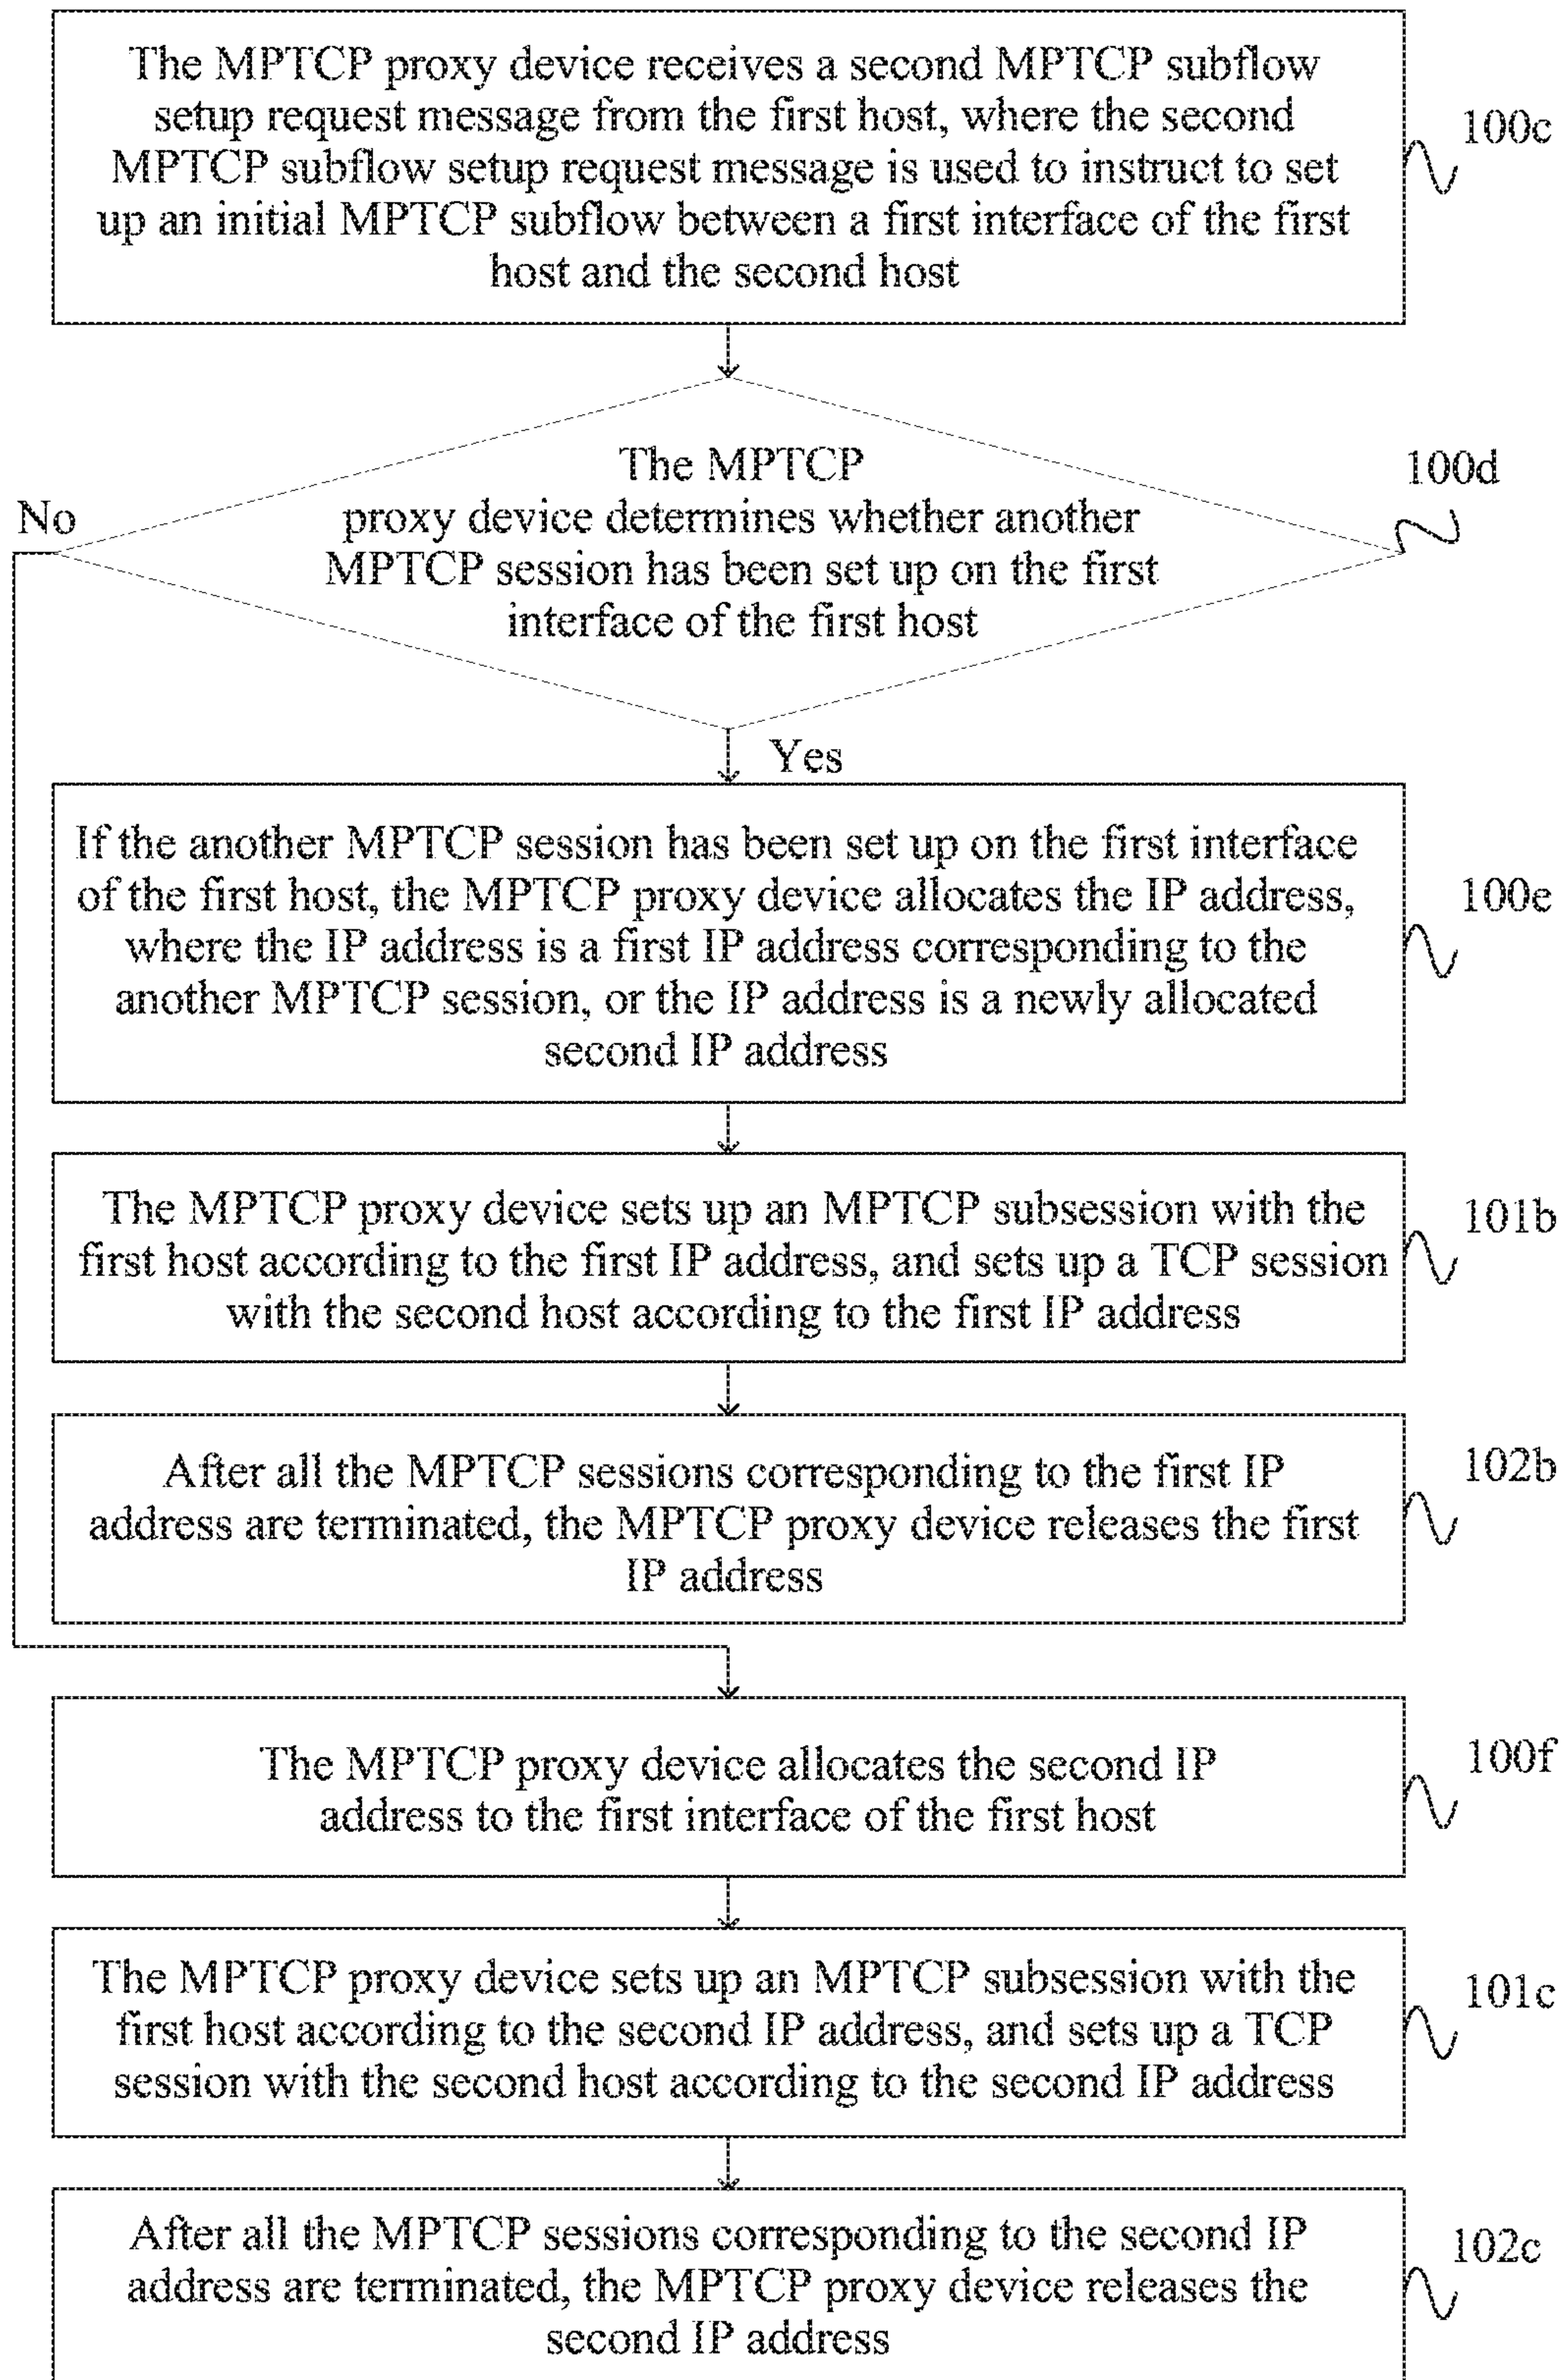 The MPTCP proxy device receives a second MPTCP subflow
setup request message from the first host, where the second
MPTCP subflow setup request message is used to instruct to set
up an initial MPTCP subflow between a first interface of the first
host and the second host
100c
The MPTCP
proxy device determines whether another
MPTCP session has been set up on the first
interface of the first host
100d
No
Yes
If the another MPTCP session has been set up on the first interface
of the first host, the MPTCP proxy device allocates the IP address,
where the IP address is a first IP address corresponding to the
another MPTCP session, or the IP address is a newly allocated
second IP address
100e
The MPTCP proxy device sets up an MPTCP subsession with the
first host according to the first IP address, and sets up a TCP session
with the second host according to the first IP address
101b
After all the MPTCP sessions corresponding to the first IP
address are terminated, the MPTCP proxy device releases the first
IP address
102b
The MPTCP proxy device allocates the second IP
address to the first interface of the first host
100f
The MPTCP proxy device sets up an MPTCP subsession with the
first host according to the second IP address, and sets up a TCP
session with the second host according to the second IP address
101c
After all the MPTCP sessions corresponding to the second IP
address are terminated, the MPTCP proxy device releases the
second IP address
102c